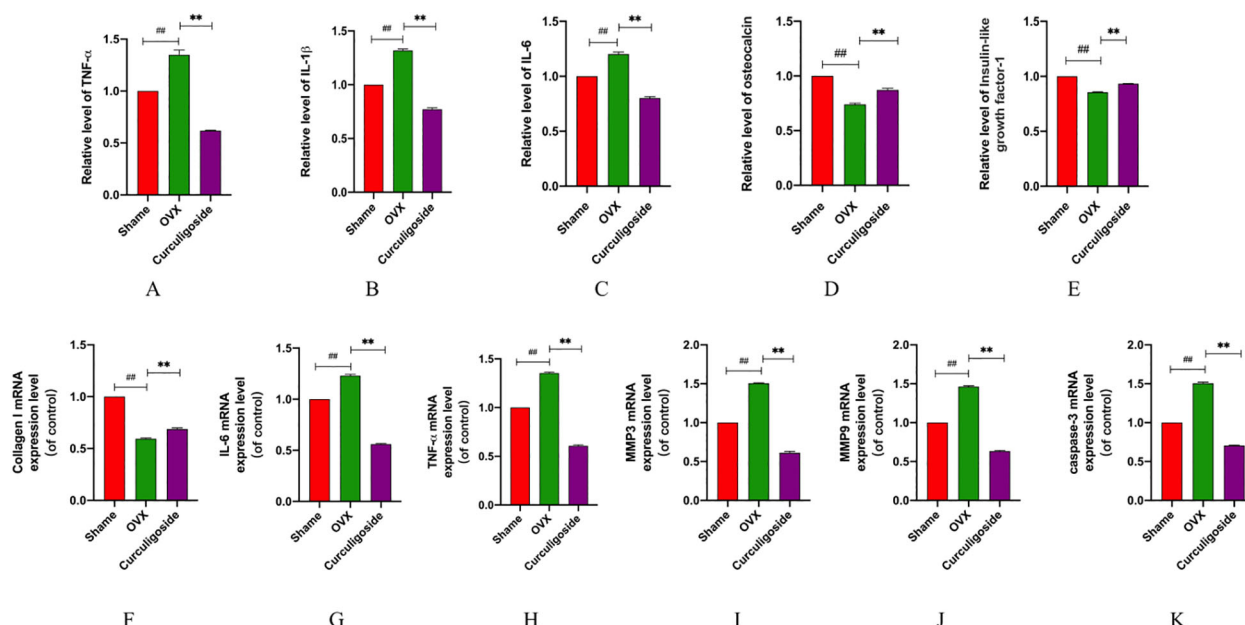 Relative level of TNF-α
1.5
1.0
0.5
0.0
##
**
Shame
OVX
Curculigoside
A
Relative level of IL-1β
1.5
1.0
0.5
0.0
##
**
Shame
OVX
Curculigoside
B
Relative level of IL-6
1.5
1.0
0.5
0.0
##
**
Shame
OVX
Curculigoside
C
Relative level of osteocalcin
1.5
1.0
0.5
0.0
##
**
Shame
OVX
Curculigoside
D
Relative level of Insulin-like
growth factor-1
1.5
1.0
0.5
0.0
##
**
Shame
OVX
Curculigoside
E
Collagen I mRNA
expression level
(of control)
1.5
1.0
0.5
0.0
##
**
Shame
OVX
Curculigoside
F
IL-6 mRNA
expression level
(of control)
1.5
1.0
0.5
0.0
##
**
Shame
OVX
Curculigoside
G
TNF-α mRNA
expression level
(of control)
1.5
1.0
0.5
0.0
##
**
Shame
OVX
Curculigoside
H
MMP3 mRNA
expression level
(of control)
2.0
1.5
1.0
0.5
0.0
##
**
Shame
OVX
Curculigoside
I
MMP9 mRNA
expression level
(of control)
2.0
1.5
1.0
0.5
0.0
##
**
Shame
OVX
Curculigoside
J
caspase-3 mRNA
expression level
(of control)
2.0
1.5
1.0
0.5
0.0
##
**
Shame
OVX
Curculigoside
K